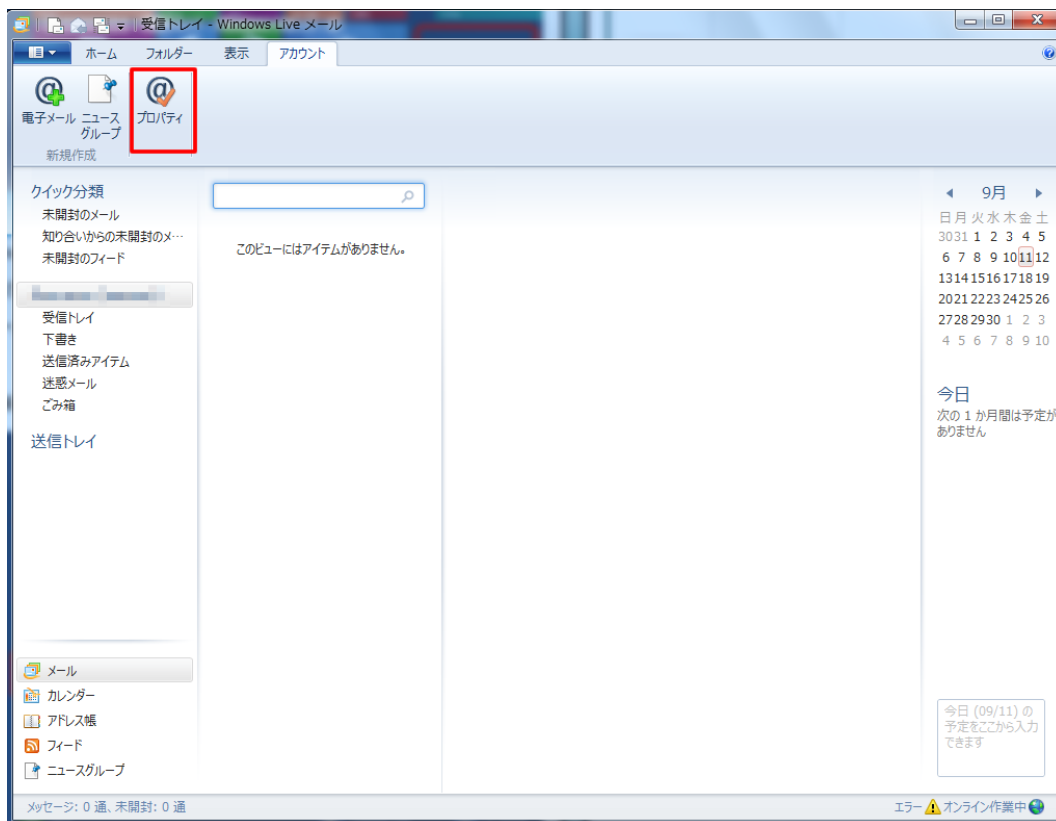 受信トレイ - Windows Live メール
ホーム フォルダー 表示 アカウント
電子メール ニュース グループ プロパティ
新規作成
クイック分類
未開封のメール
知り合いからの未開封のメ…
未開封のフィード
受信トレイ
下書き
送信済みアイテム
迷惑メール
ごみ箱
送信トレイ
メール
カレンダー
アドレス帳
フィード
ニュースグループ
このビューにはアイテムがありません。
9月
日 月 火 水 木 金 土
30 31 1 2 3 4 5
6 7 8 9 10 11 12
13 14 15 16 17 18 19
20 21 22 23 24 25 26
27 28 29 30 1 2 3
4 5 6 7 8 9 10
今日
次の 1 か月間は予定が
ありません
今日 (09/11) の
予定をここから入力
できます
メッセージ: 0 通、未開封: 0 通
エラー オンライン作業中